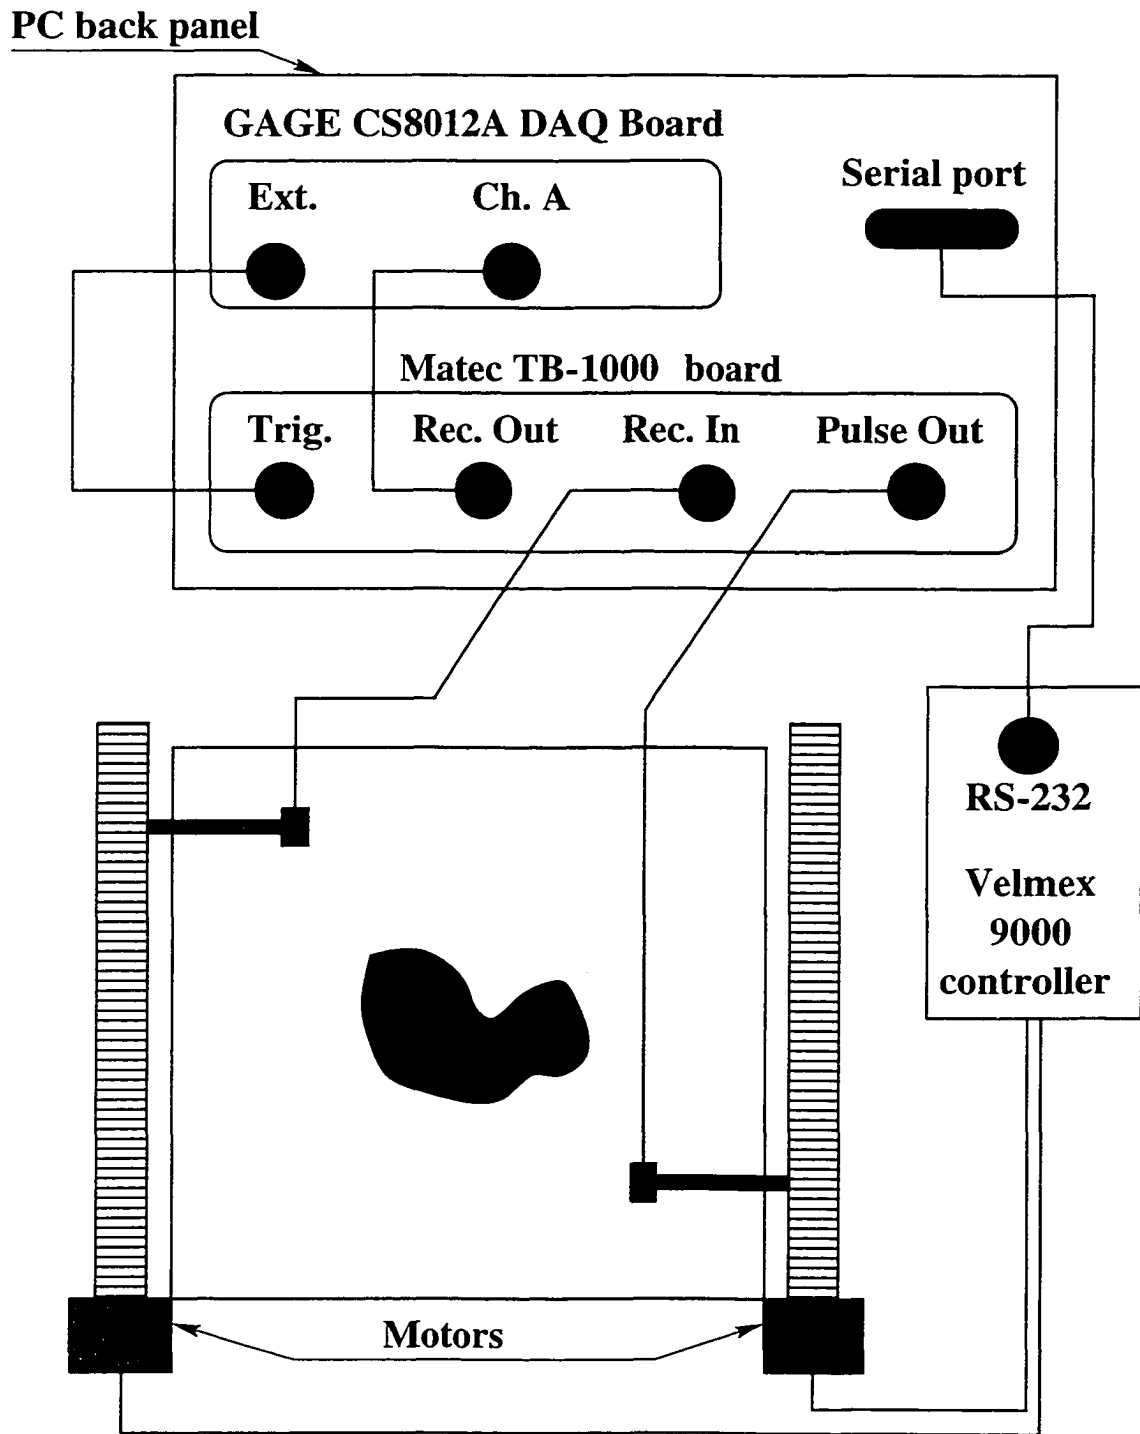 PC back panel
GAGE CS8012A DAQ Board
Ext.
Ch. A
Serial port
Matec TB-1000 board
Trig.
Rec. Out
Rec. In
Pulse Out
RS-232
Velmex
9000
controller
Motors